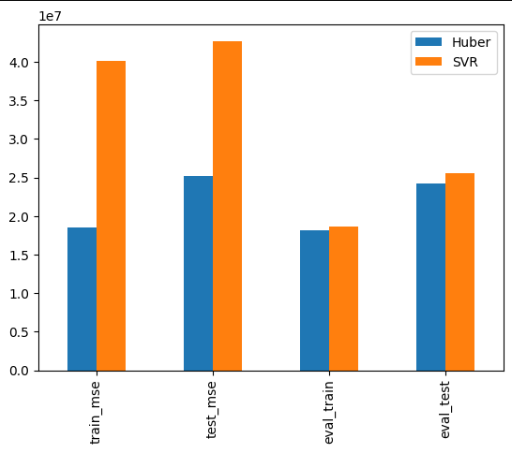 1e7
Huber
SVR
4.0
3.5
3.0
2.5
2.0
1.5
1.0
0.5
0.0
train_mse
test_mse
eval_train
eval_test